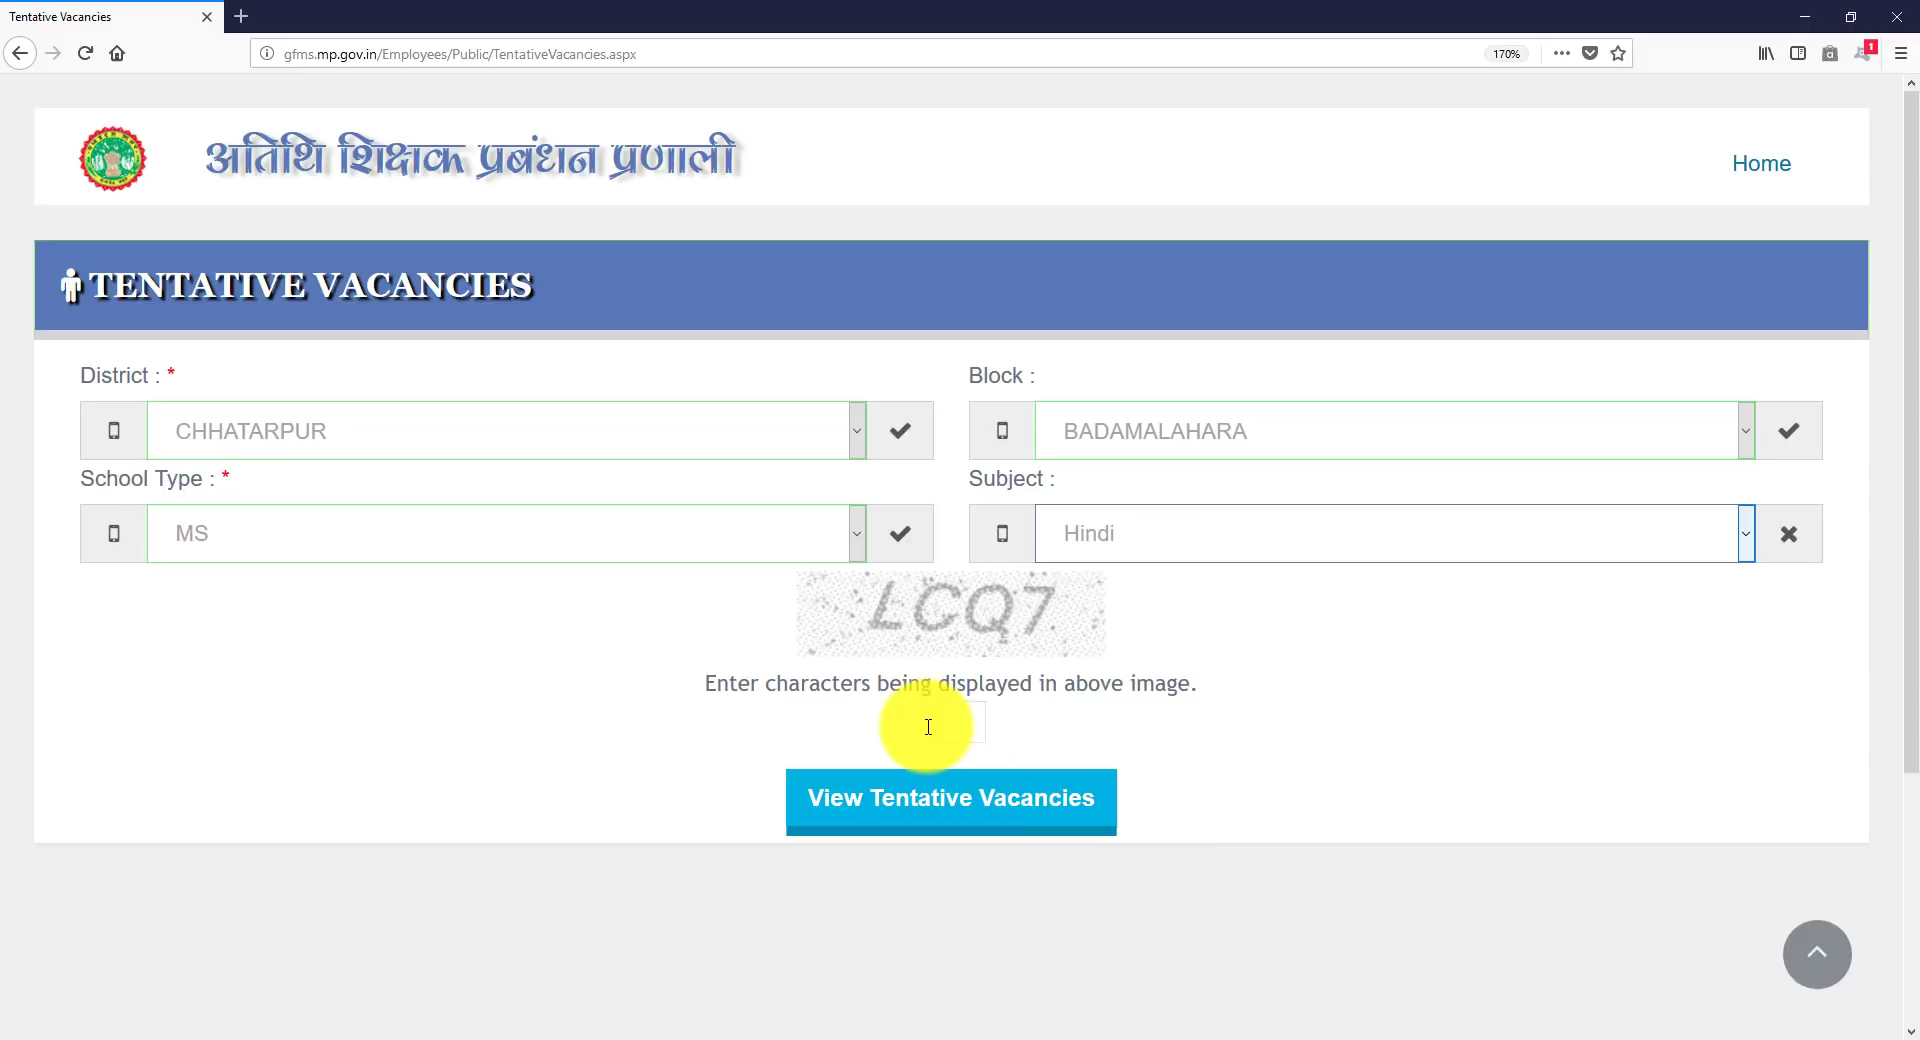 Tentative Vacancies
gfms.mp.gov.in/Employees/Public/TentativeVacancies.aspx
170%
1
अतिथि शिक्षक प्रबंधन प्रणाली
Home
TENTATIVE VACANCIES
District : *
Block :
CHHATARPUR
BADAMALAHARA
School Type : *
Subject :
MS
Hindi
LCQ7
Enter characters being displayed in above image.
View Tentative Vacancies